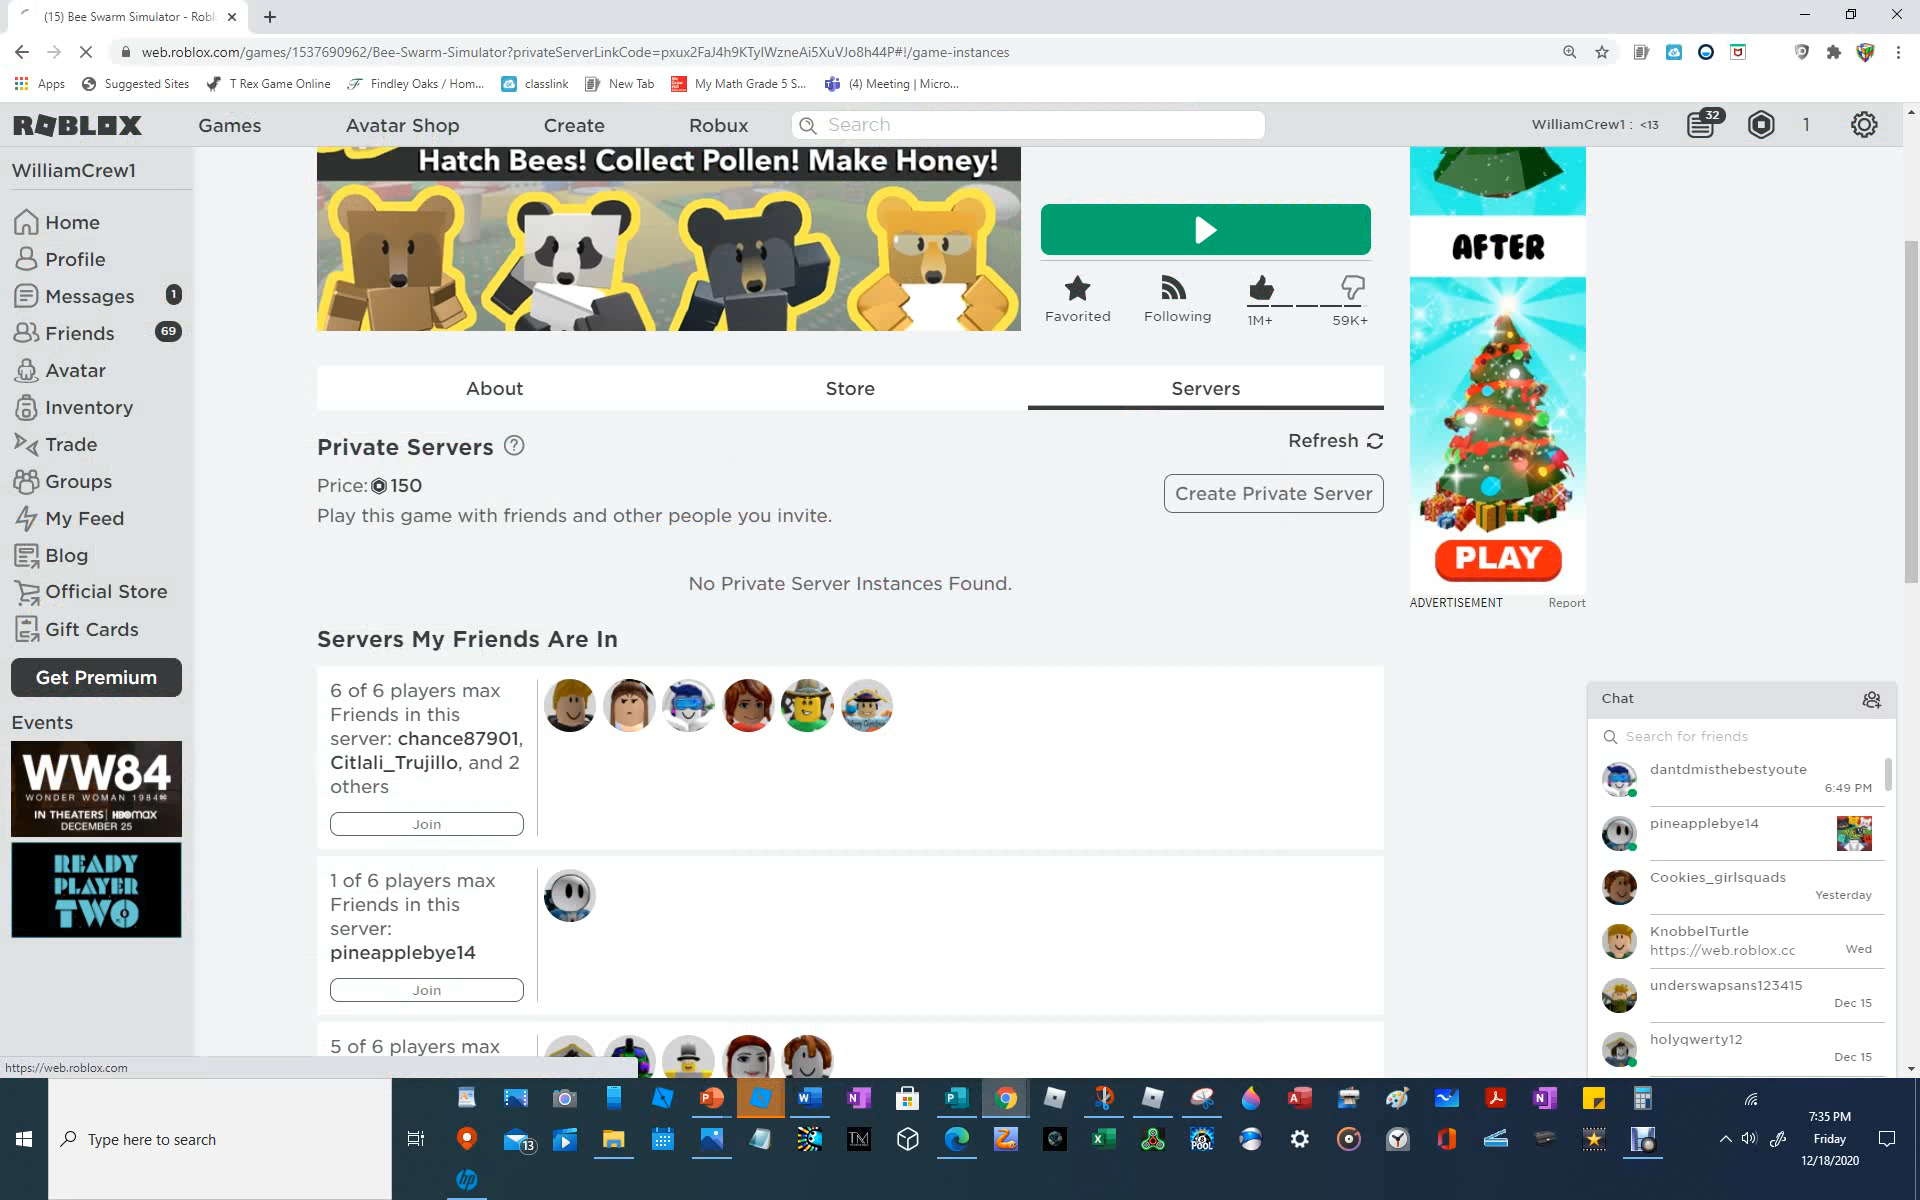 (15) Bee Swarm Simulator - Robl
web.roblox.com/games/1537690962/Bee-Swarm-Simulator?privateServerLinkCode=pxux2FaJ4h9KTylWzneAi5XuVJo8h44P#!/game-instances
Apps
Suggested Sites
T Rex Game Online
Findley Oaks / Hom...
classlink
New Tab
My Math Grade 5 S...
(4) Meeting | Micro...
ROBLOX
Games
Avatar Shop
Create
Robux
Search
WilliamCrew1 : <13
32
1
WilliamCrew1
Home
Profile
Messages
1
Friends
69
Avatar
Inventory
Trade
Groups
My Feed
Blog
Official Store
Gift Cards
Get Premium
Events
WW84
WONDER WOMAN 1984
IN THEATERS | HBOmax
DECEMBER 25
READY
PLAYER
TWO
Hatch Bees! Collect Pollen! Make Honey!
Favorited
Following
1M+
59K+
About
Store
Servers
Private Servers
Refresh
Price: 150
Create Private Server
Play this game with friends and other people you invite.
No Private Server Instances Found.
Servers My Friends Are In
6 of 6 players max
Friends in this
server: chance87901,
Citlali_Trujillo, and 2
others
Join
1 of 6 players max
Friends in this
server:
pineapplebye14
Join
5 of 6 players max
AFTER
PLAY
ADVERTISEMENT
Report
Chat
Search for friends
dantdmisthebestyoute
6:49 PM
pineapplebye14
Cookies_girlsquads
Yesterday
KnobbelTurtle
https://web.roblox.cc
Wed
underswapsans123415
Dec 15
holyqwerty12
Dec 15
https://web.roblox.com
Type here to search
13
TM
POOL
hp
7:35 PM
Friday
12/18/2020